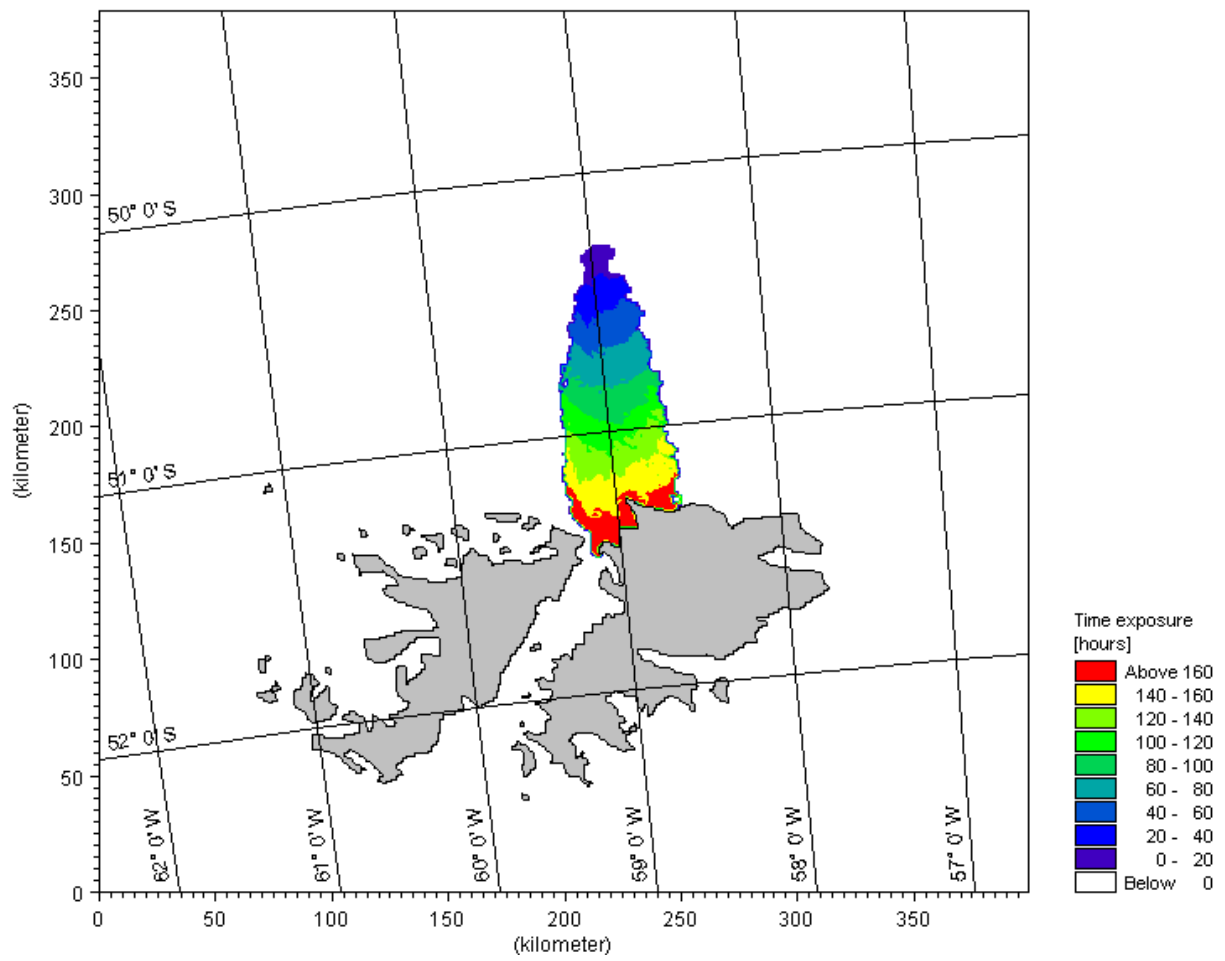 350
300
250
200
150
100
50
0
(kilometer)
50° 0' S
51° 0' S
52° 0' S
62° 0' W
61° 0' W
60° 0' W
59° 0' W
58° 0' W
57° 0' W
0 50 100 150 200 250 300 350
(kilometer)
Time exposure
[hours]
Above 160
140 - 160
120 - 140
100 - 120
80 - 100
60 - 80
40 - 60
20 - 40
0 - 20
Below 0